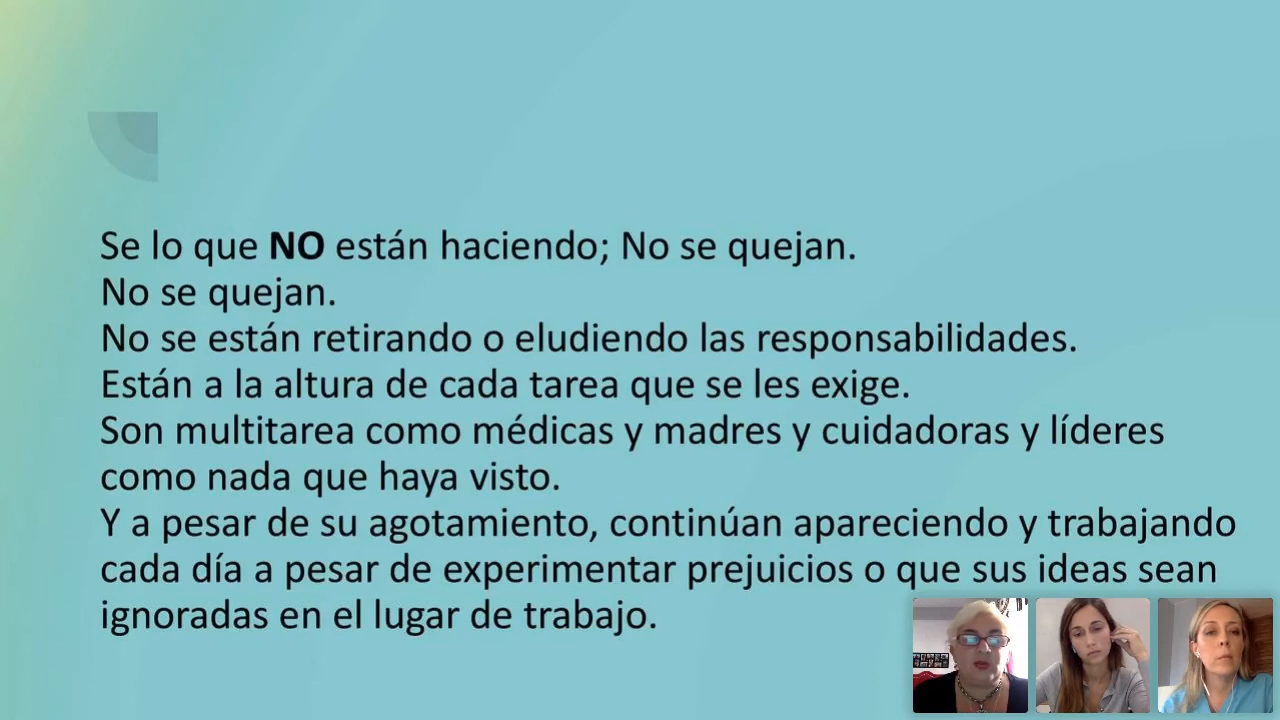 Se lo que NO están haciendo; No se quejan.
No se quejan.
No se están retirando o eludiendo las responsabilidades.
Están a la altura de cada tarea que se les exige.
Son multitarea como médicas y madres y cuidadoras y líderes
como nada que haya visto.
Y a pesar de su agotamiento, continúan apareciendo y trabajando
cada día a pesar de experimentar prejuicios o que sus ideas sean
ignoradas en el lugar de trabajo.